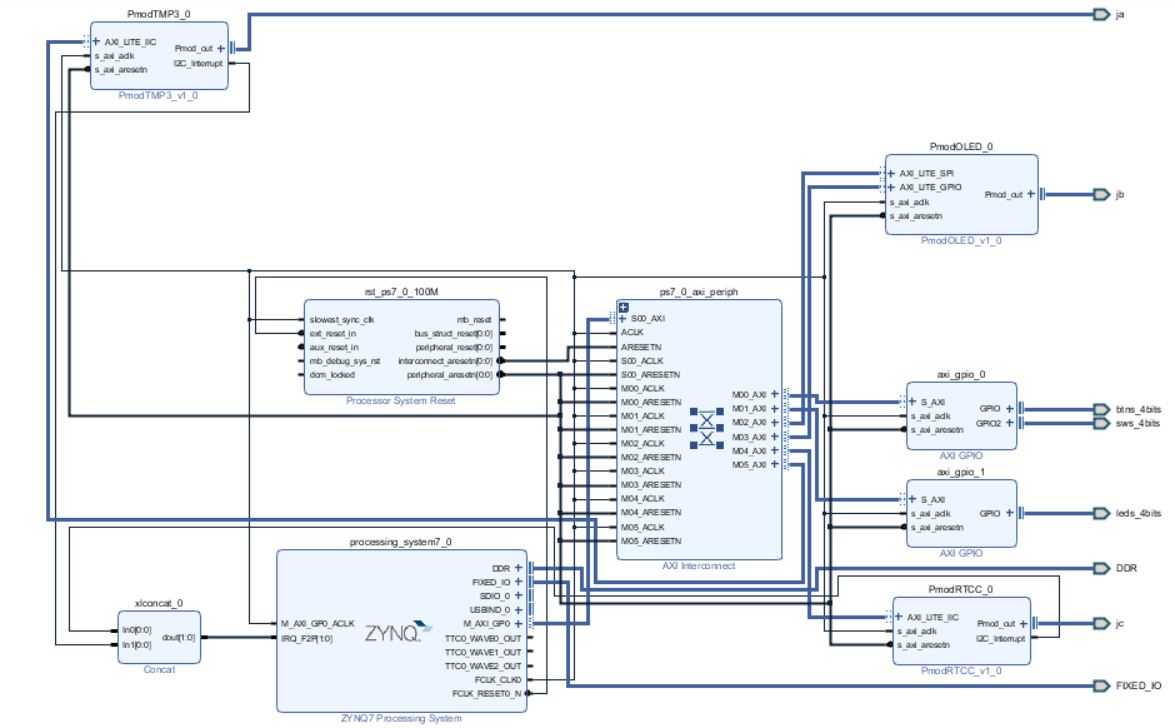 PmodTMP3_0
AXI_LITE_IIC
s_axi_aclk
s_axi_aresetn
Pmod_out
I2C_Interrupt
PmodTMP3_v1_0
ja
PmodOLED_0
AXI_LITE_SPI
AXI_LITE_GPIO
s_axi_aclk
s_axi_aresetn
Pmod_out
PmodOLED_v1_0
jb
rst_ps7_0_100M
slowest_sync_clk
ext_reset_in
aux_reset_in
mb_debug_sys_rst
dcm_locked
mb_reset
bus_struct_reset[0:0]
peripheral_reset[0:0]
interconnect_aresetn[0:0]
peripheral_aresetn[0:0]
Processor System Reset
ps7_0_axi_periph
S00_AXI
ACLK
ARESETN
S00_ACLK
S00_ARESETN
M00_ACLK
M00_ARESETN
M01_ACLK
M01_ARESETN
M02_ACLK
M02_ARESETN
M03_ACLK
M03_ARESETN
M04_ACLK
M04_ARESETN
M05_ACLK
M05_ARESETN
M00_AXI
M01_AXI
M02_AXI
M03_AXI
M04_AXI
M05_AXI
AXI Interconnect
axi_gpio_0
S_AXI
s_axi_aclk
s_axi_aresetn
GPIO
GPIO2
AXI GPIO
btns_4bits
sws_4bits
axi_gpio_1
S_AXI
s_axi_aclk
s_axi_aresetn
GPIO
AXI GPIO
leds_4bits
DDR
PmodRTCC_0
AXI_LITE_IIC
s_axi_aclk
s_axi_aresetn
Pmod_out
I2C_Interrupt
PmodRTCC_v1_0
jc
FIXED_IO
xlconcat_0
In0[0:0]
In1[0:0]
dout[1:0]
Concat
processing_system7_0
M_AXI_GP0_ACLK
IRQ_F2P[1:0]
ZYNQ
DDR
FIXED_IO
SDIO_0
USBIND_0
M_AXI_GP0
TTC0_WAVE0_OUT
TTC0_WAVE1_OUT
TTC0_WAVE2_OUT
FCLK_CLK0
FCLK_RESET0_N
ZYNQ7 Processing System